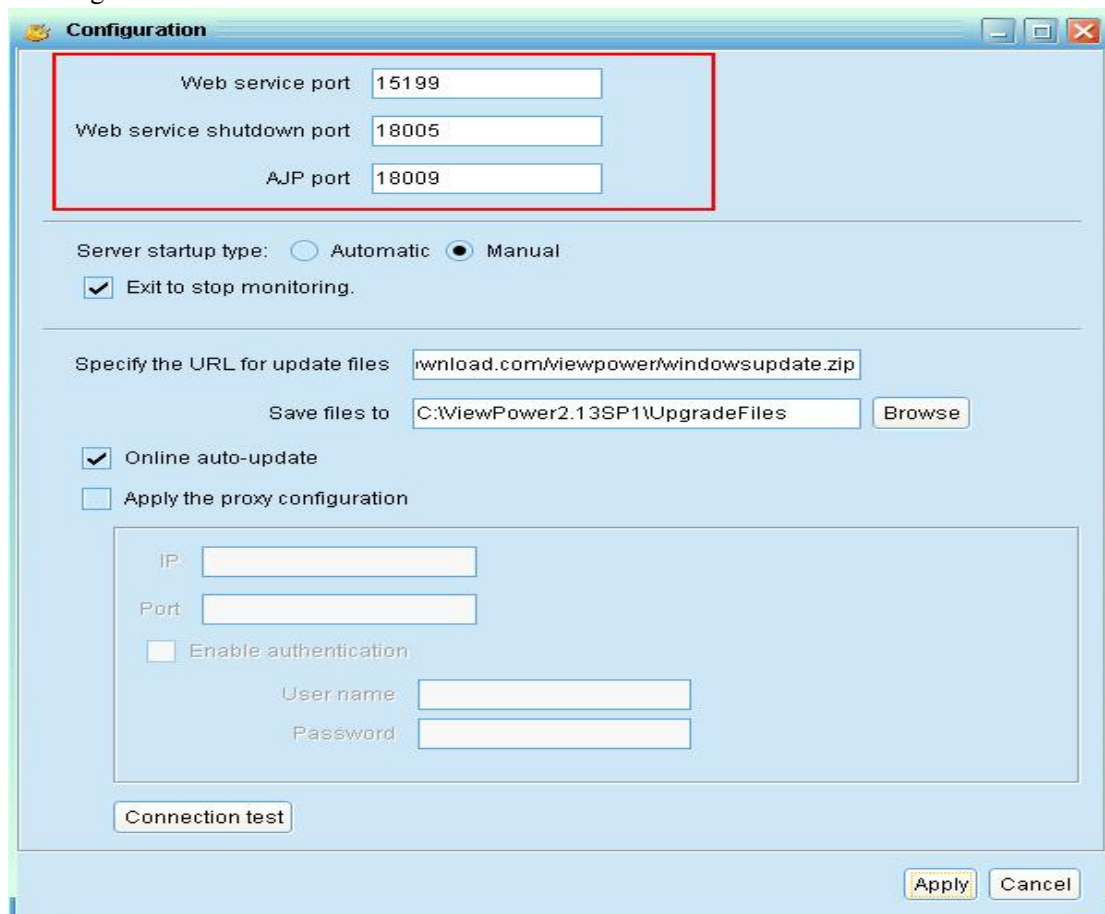 Configuration
Web service port 15199
Web service shutdown port 18005
AJP port 18009
Server startup type: Automatic Manual
Exit to stop monitoring.
Specify the URL for update files wnload.com/viewpower/windowsupdate.zip
Save files to C:\ViewPower2.13SP1\UpgradeFiles Browse
Online auto-update
Apply the proxy configuration
IP
Port
Enable authentication
User name
Password
Connection test
Apply Cancel